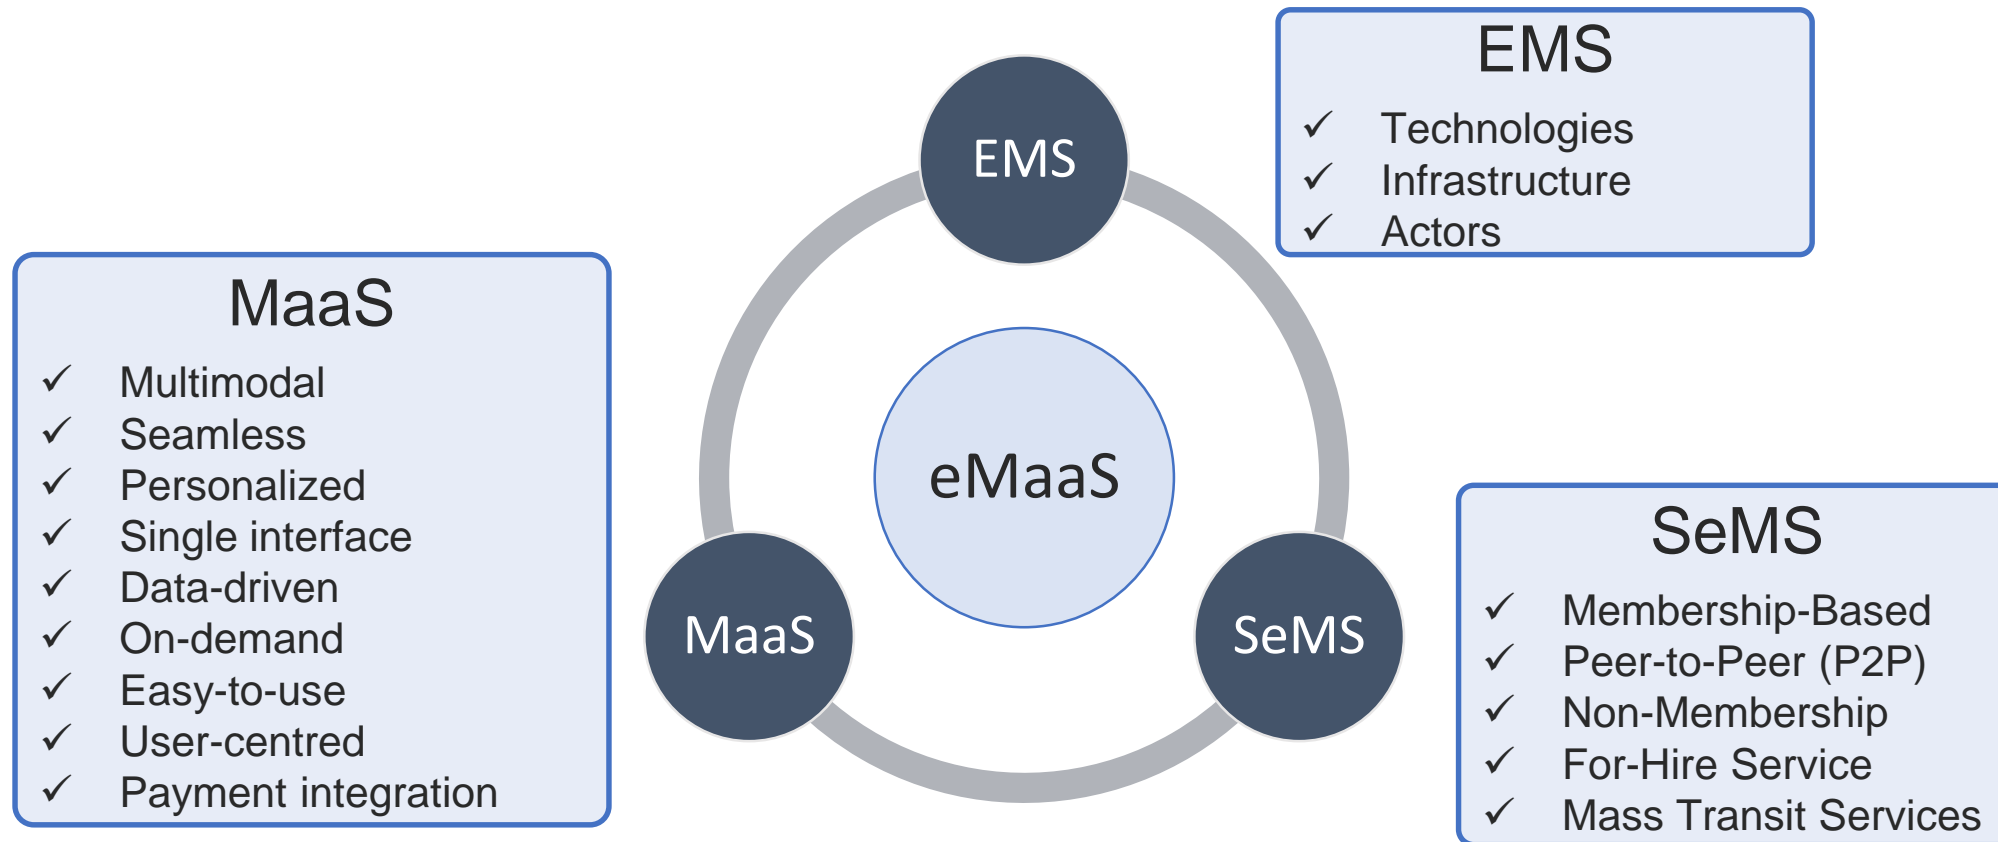 EMS
✓ Technologies
✓ Infrastructure
✓ Actors
EMS
MaaS
✓ Multimodal
✓ Seamless
✓ Personalized
✓ Single interface
✓ Data-driven
✓ On-demand
✓ Easy-to-use
✓ User-centred
✓ Payment integration
eMaaS
MaaS
SeMS
SeMS
✓ Membership-Based
✓ Peer-to-Peer (P2P)
✓ Non-Membership
✓ For-Hire Service
✓ Mass Transit Services